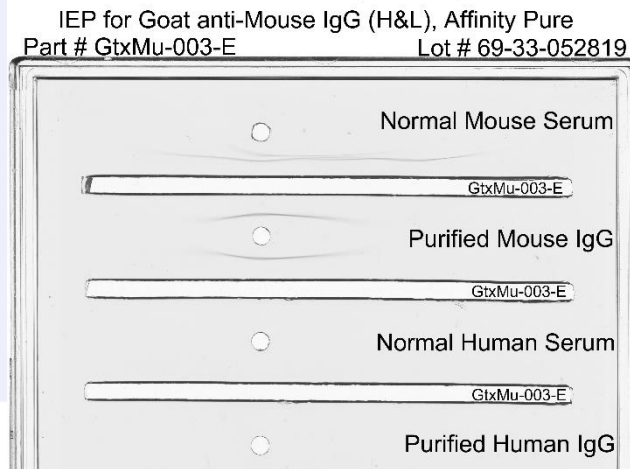 IEP for Goat anti-Mouse IgG (H&L), Affinity Pure
Part # GtxMu-003-E Lot # 69-33-052819
Normal Mouse Serum
GtxMu-003-E
Purified Mouse IgG
GtxMu-003-E
Normal Human Serum
GtxMu-003-E
Purified Human IgG